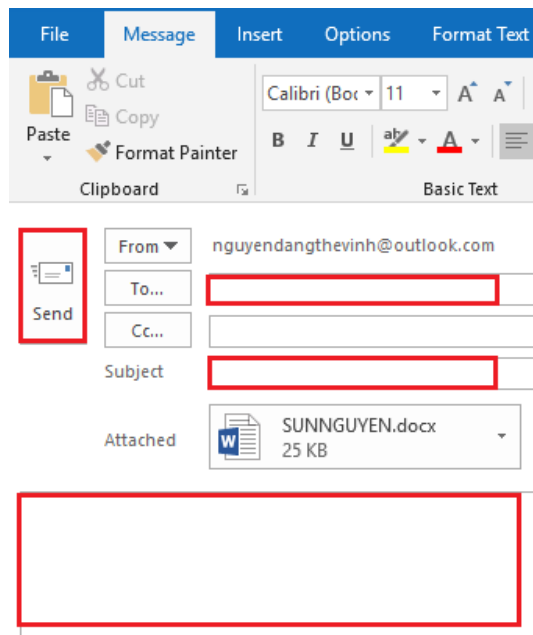 File Message Insert Options Format Text
Cut
Calibri (Boc 11 A A
Copy
Paste
Format Painter
B I U ab A
Clipboard Basic Text
From nguyendangthevinh@outlook.com
To...
Send
Cc...
Subject
SUNNGUYEN.docx
Attached W
25 KB